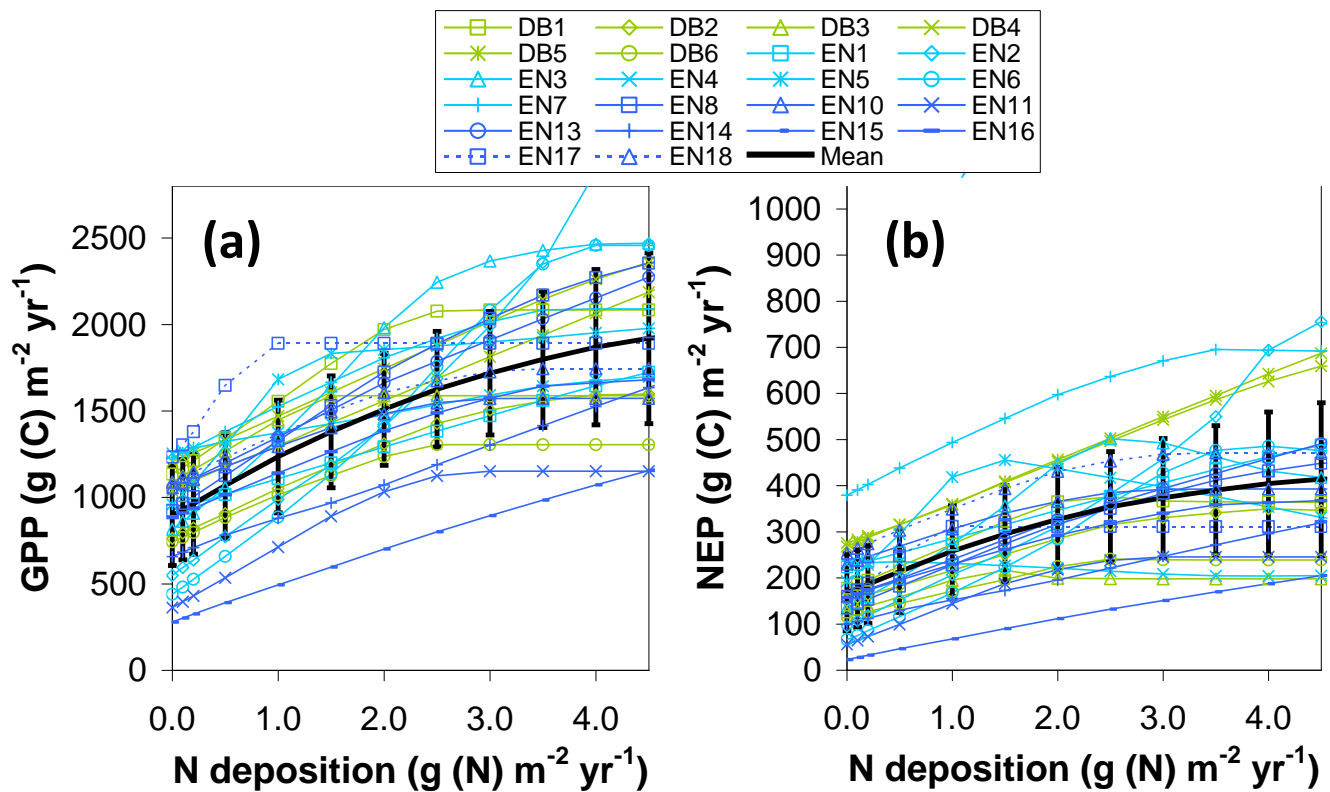 DB1 DB2 DB3 DB4
DB5 DB6 EN1 EN2
EN3 EN4 EN5 EN6
EN7 EN8 EN10 EN11
EN13 EN14 EN15 EN16
EN17 EN18 Mean
(a)
GPP (g (C) m⁻² yr⁻¹)
2500
2000
1500
1000
500
0
0.0 1.0 2.0 3.0 4.0
N deposition (g (N) m⁻² yr⁻¹)
(b)
NEP (g (C) m⁻² yr⁻¹)
1000
900
800
700
600
500
400
300
200
100
0
0.0 1.0 2.0 3.0 4.0
N deposition (g (N) m⁻² yr⁻¹)